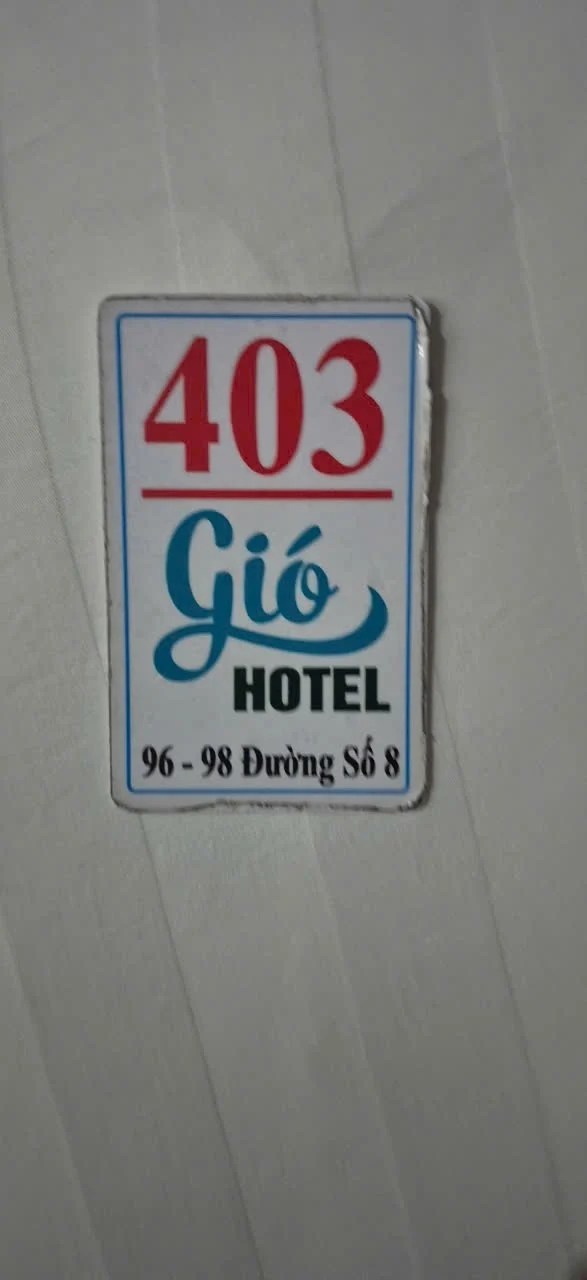 403
Gió
HOTEL
96 - 98 Đường Số 8